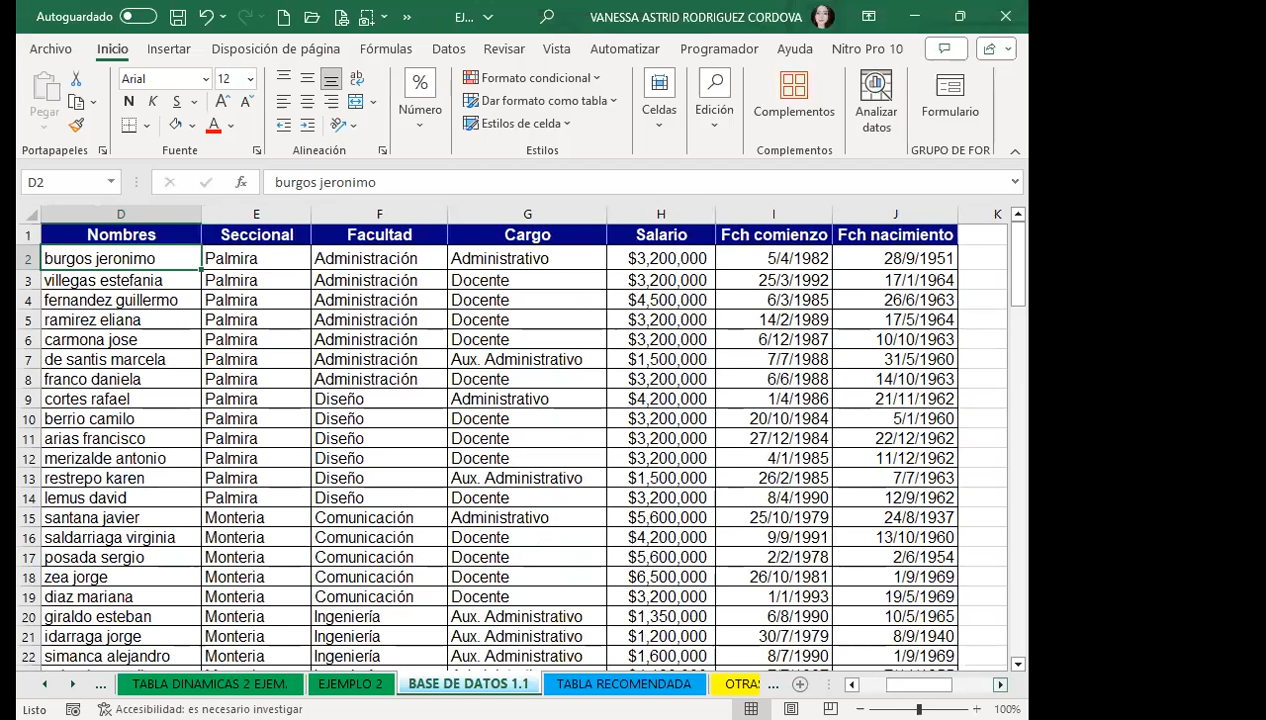 Autoguardado EJ... VANESSA ASTRID RODRIGUEZ CORDOVA
Archivo Inicio Insertar Disposición de página Fórmulas Datos Revisar Vista Automatizar Programador Ayuda Nitro Pro 10
Pegar Arial 12 N K S A A A ab % Número Formato condicional Dar formato como tabla Estilos de celda Celdas Edición Complementos Analizar datos Formulario
Portapapeles Fuente Alineación Estilos Complementos GRUPO DE FOR
D2 fx burgos jeronimo
D E F G H I J K
1 Nombres Seccional Facultad Cargo Salario Fch comienzo Fch nacimiento
2 burgos jeronimo Palmira Administración Administrativo $3,200,000 5/4/1982 28/9/1951
3 villegas estefania Palmira Administración Docente $3,200,000 25/3/1992 17/1/1964
4 fernandez guillermo Palmira Administración Docente $4,500,000 6/3/1985 26/6/1963
5 ramirez eliana Palmira Administración Docente $3,200,000 14/2/1989 17/5/1964
6 carmona jose Palmira Administración Docente $3,200,000 6/12/1987 10/10/1963
7 de santis marcela Palmira Administración Aux. Administrativo $1,500,000 7/7/1988 31/5/1960
8 franco daniela Palmira Administración Docente $3,200,000 6/6/1988 14/10/1963
9 cortes rafael Palmira Diseño Administrativo $4,200,000 1/4/1986 21/11/1962
10 berrio camilo Palmira Diseño Docente $3,200,000 20/10/1984 5/1/1960
11 arias francisco Palmira Diseño Docente $3,200,000 27/12/1984 22/12/1962
12 merizalde antonio Palmira Diseño Docente $3,200,000 4/1/1985 11/12/1962
13 restrepo karen Palmira Diseño Aux. Administrativo $1,500,000 26/2/1985 7/7/1963
14 lemus david Palmira Diseño Docente $3,200,000 8/4/1990 12/9/1962
15 santana javier Monteria Comunicación Administrativo $5,600,000 25/10/1979 24/8/1937
16 saldarriaga virginia Monteria Comunicación Docente $4,200,000 9/9/1991 13/10/1960
17 posada sergio Monteria Comunicación Docente $5,600,000 2/2/1978 2/6/1954
18 zea jorge Monteria Comunicación Docente $6,500,000 26/10/1981 1/9/1969
19 diaz mariana Monteria Comunicación Docente $3,200,000 1/1/1993 19/5/1969
20 giraldo esteban Monteria Ingeniería Aux. Administrativo $1,350,000 6/8/1990 10/5/1965
21 idarraga jorge Monteria Ingeniería Aux. Administrativo $1,200,000 30/7/1979 8/9/1940
22 simanca alejandro Monteria Ingeniería Aux. Administrativo $1,600,000 8/7/1990 1/9/1969
... TABLA DINAMICAS 2 EJEM. EJEMPLO 2 BASE DE DATOS 1.1 TABLA RECOMENDADA OTRAS ...
Listo Accesibilidad: es necesario investigar 100%